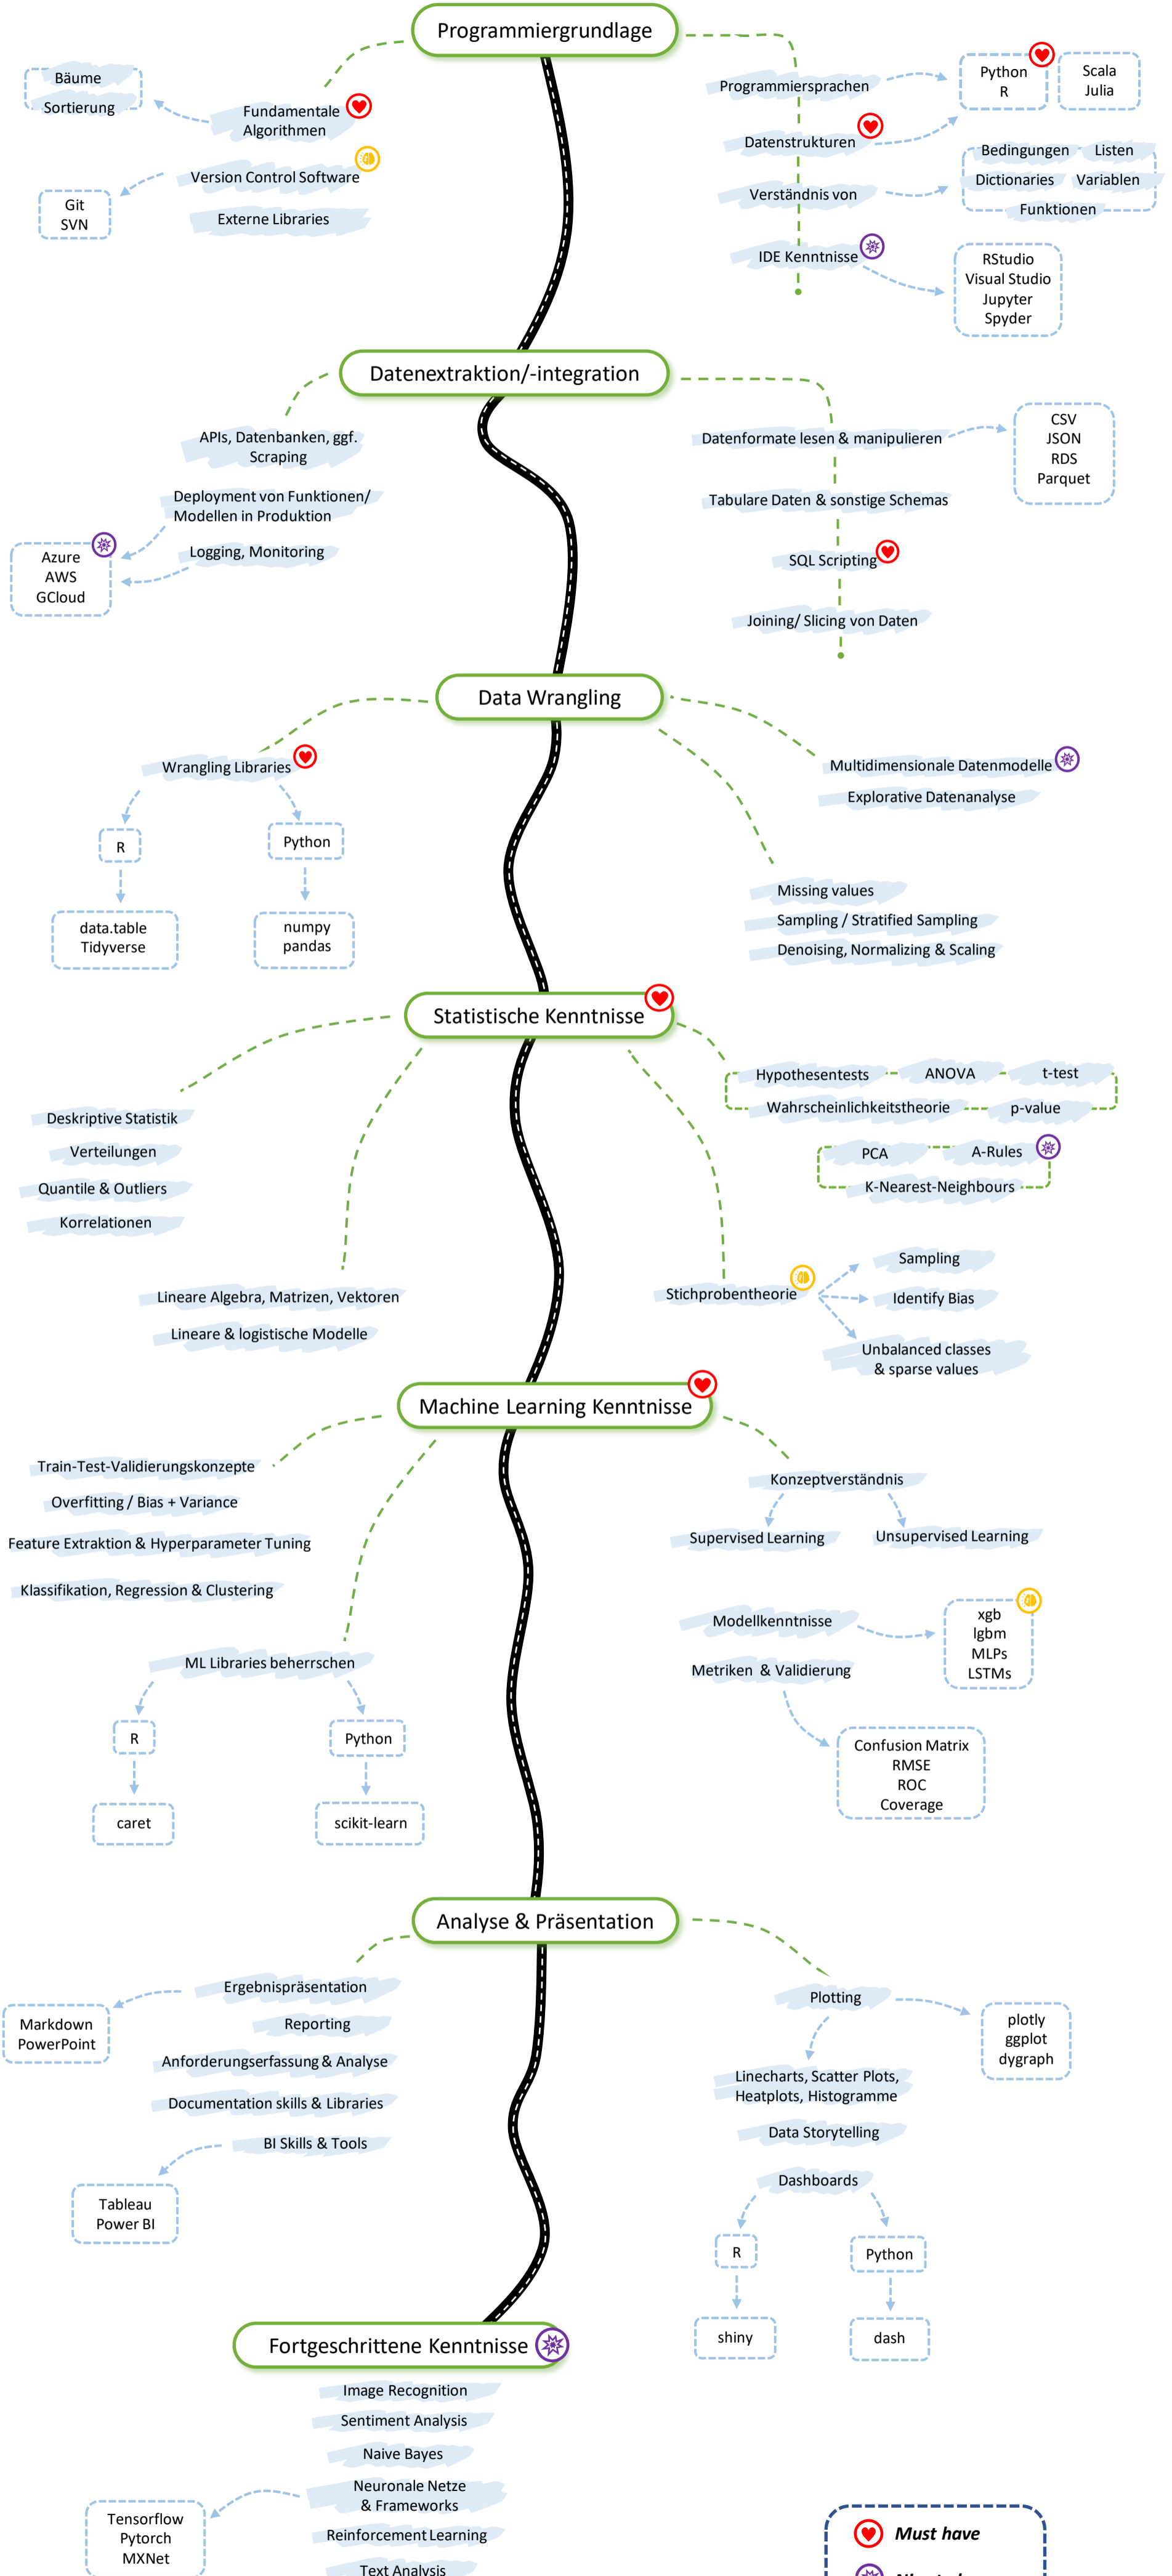 Programmiergrundlage
Bäume
Sortierung
Fundamentale
Algorithmen
Version Control Software
Git
SVN
Externe Libraries
Programmiersprachen
Python
R
Scala
Julia
Datenstrukturen
Verständnis von
Bedingungen Listen
Dictionaries Variablen
Funktionen
IDE Kenntnisse
RStudio
Visual Studio
Jupyter
Spyder
Datenextraktion/-integration
APIs, Datenbanken, ggf.
Scraping
Deployment von Funktionen/
Modellen in Produktion
Logging, Monitoring
Azure
AWS
GCloud
Datenformate lesen & manipulieren
CSV
JSON
RDS
Parquet
Tabulare Daten & sonstige Schemas
SQL Scripting
Joining/ Slicing von Daten
Data Wrangling
Wrangling Libraries
R
Python
data.table
Tidyverse
numpy
pandas
Multidimensionale Datenmodelle
Explorative Datenanalyse
Missing values
Sampling / Stratified Sampling
Denoising, Normalizing & Scaling
Statistische Kenntnisse
Deskriptive Statistik
Verteilungen
Quantile & Outliers
Korrelationen
Lineare Algebra, Matrizen, Vektoren
Lineare & logistische Modelle
Hypothesentests ANOVA t-test
Wahrscheinlichkeitstheorie p-value
PCA A-Rules
K-Nearest-Neighbours
Stichprobentheorie
Sampling
Identify Bias
Unbalanced classes
& sparse values
Machine Learning Kenntnisse
Train-Test-Validierungskonzepte
Overfitting / Bias + Variance
Feature Extraktion & Hyperparameter Tuning
Klassifikation, Regression & Clustering
ML Libraries beherrschen
R
Python
caret
scikit-learn
Konzeptverständnis
Supervised Learning
Unsupervised Learning
Modellkenntnisse
xgb
lgbm
MLPs
LSTMs
Metriken & Validierung
Confusion Matrix
RMSE
ROC
Coverage
Analyse & Präsentation
Ergebnispräsentation
Markdown
PowerPoint
Reporting
Anforderungserfassung & Analyse
Documentation skills & Libraries
BI Skills & Tools
Tableau
Power BI
Plotting
plotly
ggplot
dygraph
Linecharts, Scatter Plots,
Heatplots, Histogramme
Data Storytelling
Dashboards
R
Python
shiny
dash
Fortgeschrittene Kenntnisse
Image Recognition
Sentiment Analysis
Naive Bayes
Neuronale Netze
& Frameworks
Tensorflow
Pytorch
MXNet
Reinforcement Learning
Text Analysis
Must have